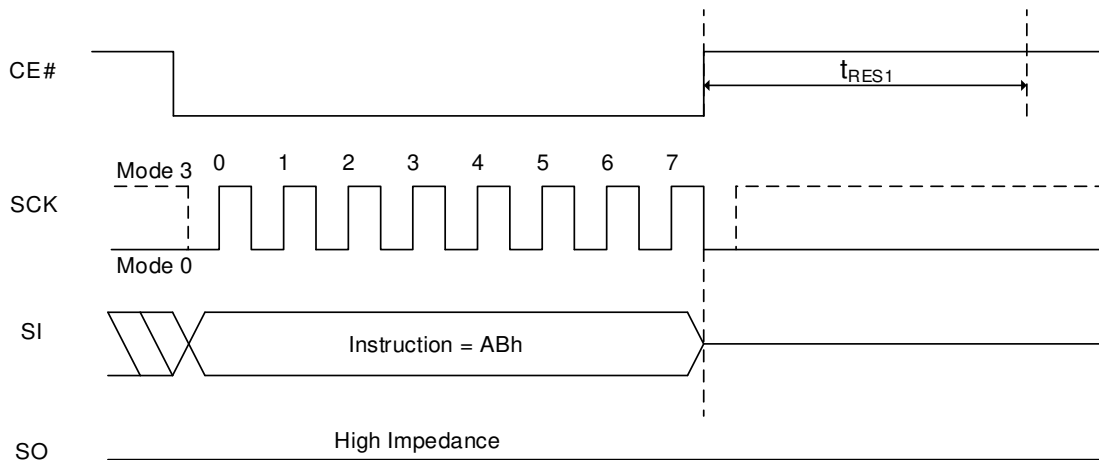 CE#
tRES1
Mode 3 0 1 2 3 4 5 6 7
SCK
Mode 0
SI
Instruction = ABh
High Impedance
SO